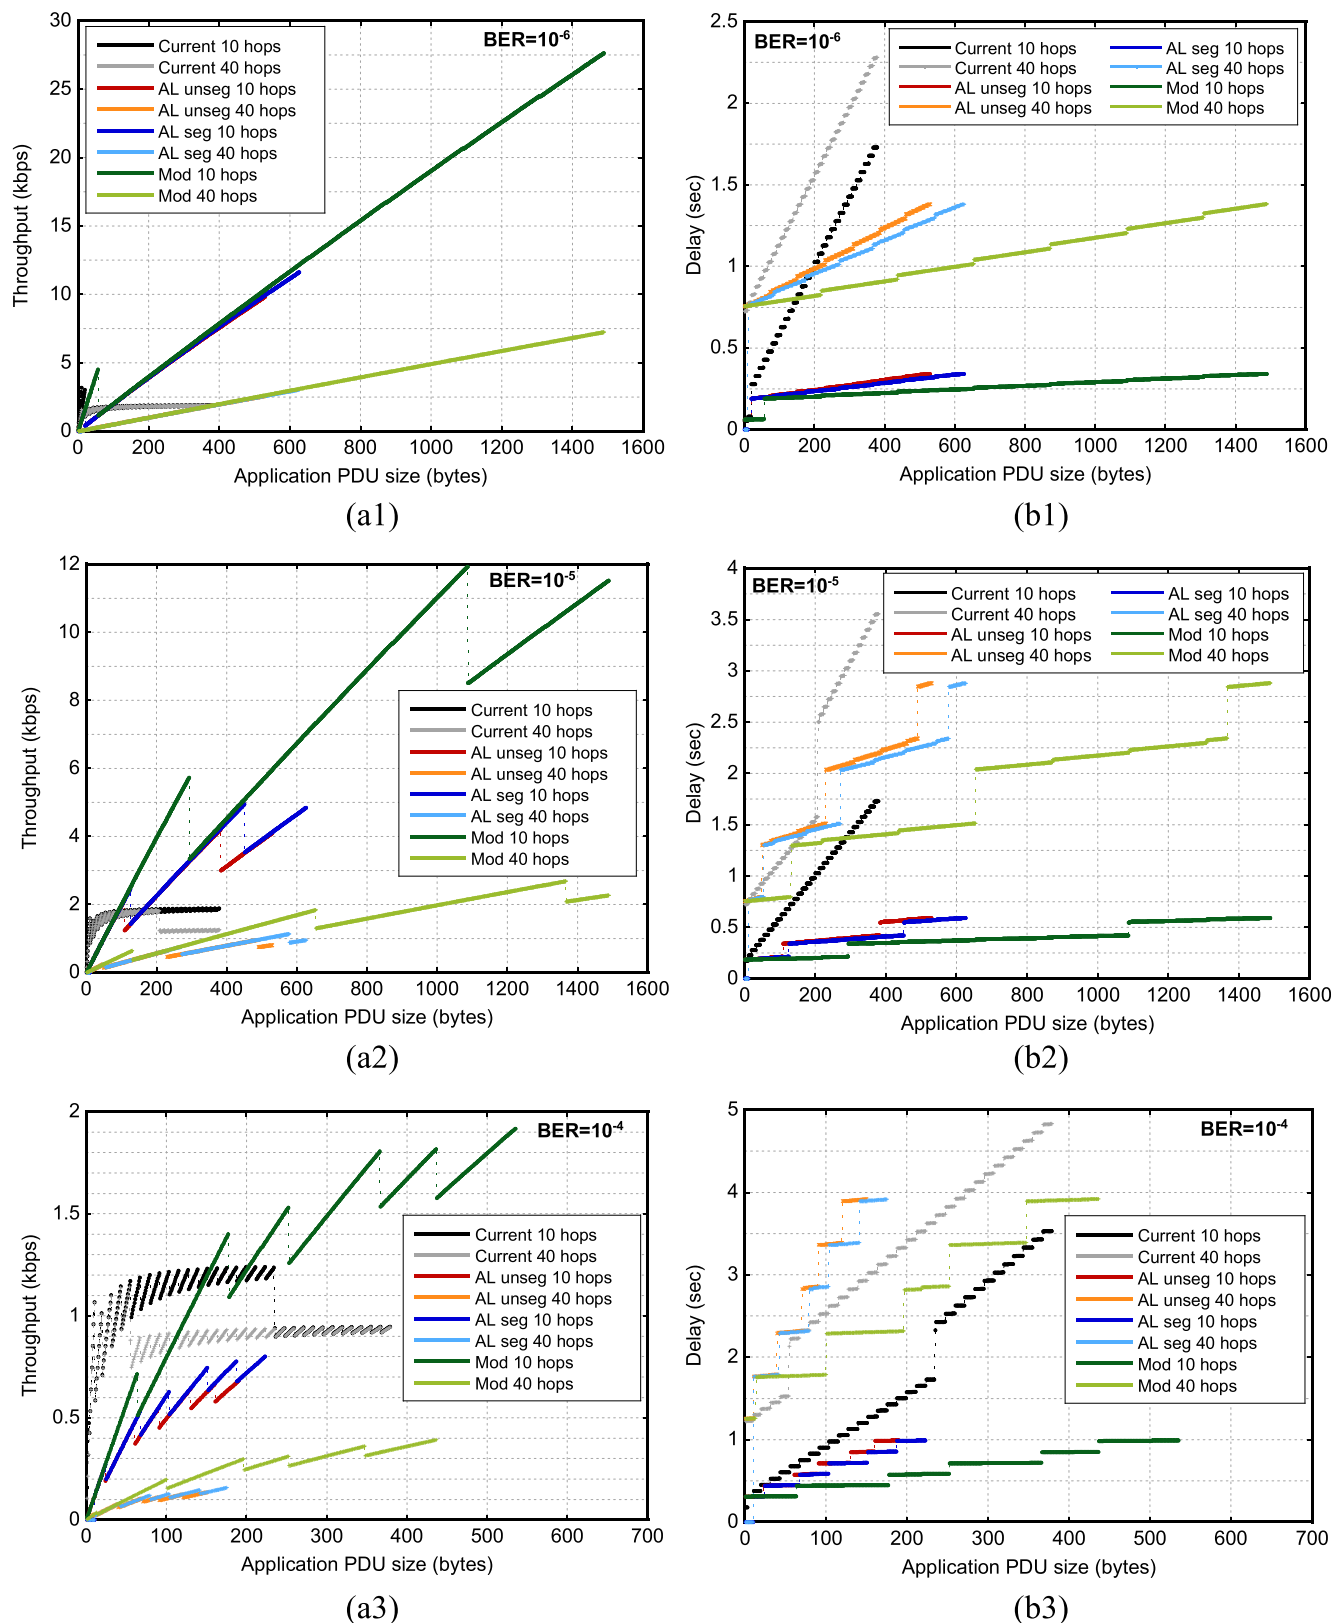 30
25
20
15
10
5
0
Throughput (kbps)
BER=10-6
Current 10 hops
Current 40 hops
AL unseg 10 hops
AL unseg 40 hops
AL seg 10 hops
AL seg 40 hops
Mod 10 hops
Mod 40 hops
0 200 400 600 800 1000 1200 1400 1600
Application PDU size (bytes)
(a1)
2.5
2
1.5
1
0.5
0
Delay (sec)
BER=10-6
Current 10 hops AL seg 10 hops
Current 40 hops AL seg 40 hops
AL unseg 10 hops Mod 10 hops
AL unseg 40 hops Mod 40 hops
0 200 400 600 800 1000 1200 1400 1600
Application PDU size (bytes)
(b1)
12
10
8
6
4
2
0
Throughput (kbps)
BER=10-5
Current 10 hops
Current 40 hops
AL unseg 10 hops
AL unseg 40 hops
AL seg 10 hops
AL seg 40 hops
Mod 10 hops
Mod 40 hops
0 200 400 600 800 1000 1200 1400 1600
Application PDU size (bytes)
(a2)
4
3.5
3
2.5
2
1.5
1
0.5
0
Delay (sec)
BER=10-5
Current 10 hops AL seg 10 hops
Current 40 hops AL seg 40 hops
AL unseg 10 hops Mod 10 hops
AL unseg 40 hops Mod 40 hops
0 200 400 600 800 1000 1200 1400 1600
Application PDU size (bytes)
(b2)
2
1.5
1
0.5
0
Throughput (kbps)
BER=10-4
Current 10 hops
Current 40 hops
AL unseg 10 hops
AL unseg 40 hops
AL seg 10 hops
AL seg 40 hops
Mod 10 hops
Mod 40 hops
0 100 200 300 400 500 600 700
Application PDU size (bytes)
(a3)
5
4
3
2
1
0
Delay (sec)
BER=10-4
Current 10 hops
Current 40 hops
AL unseg 10 hops
AL unseg 40 hops
AL seg 10 hops
AL seg 40 hops
Mod 10 hops
Mod 40 hops
0 100 200 300 400 500 600 700
Application PDU size (bytes)
(b3)